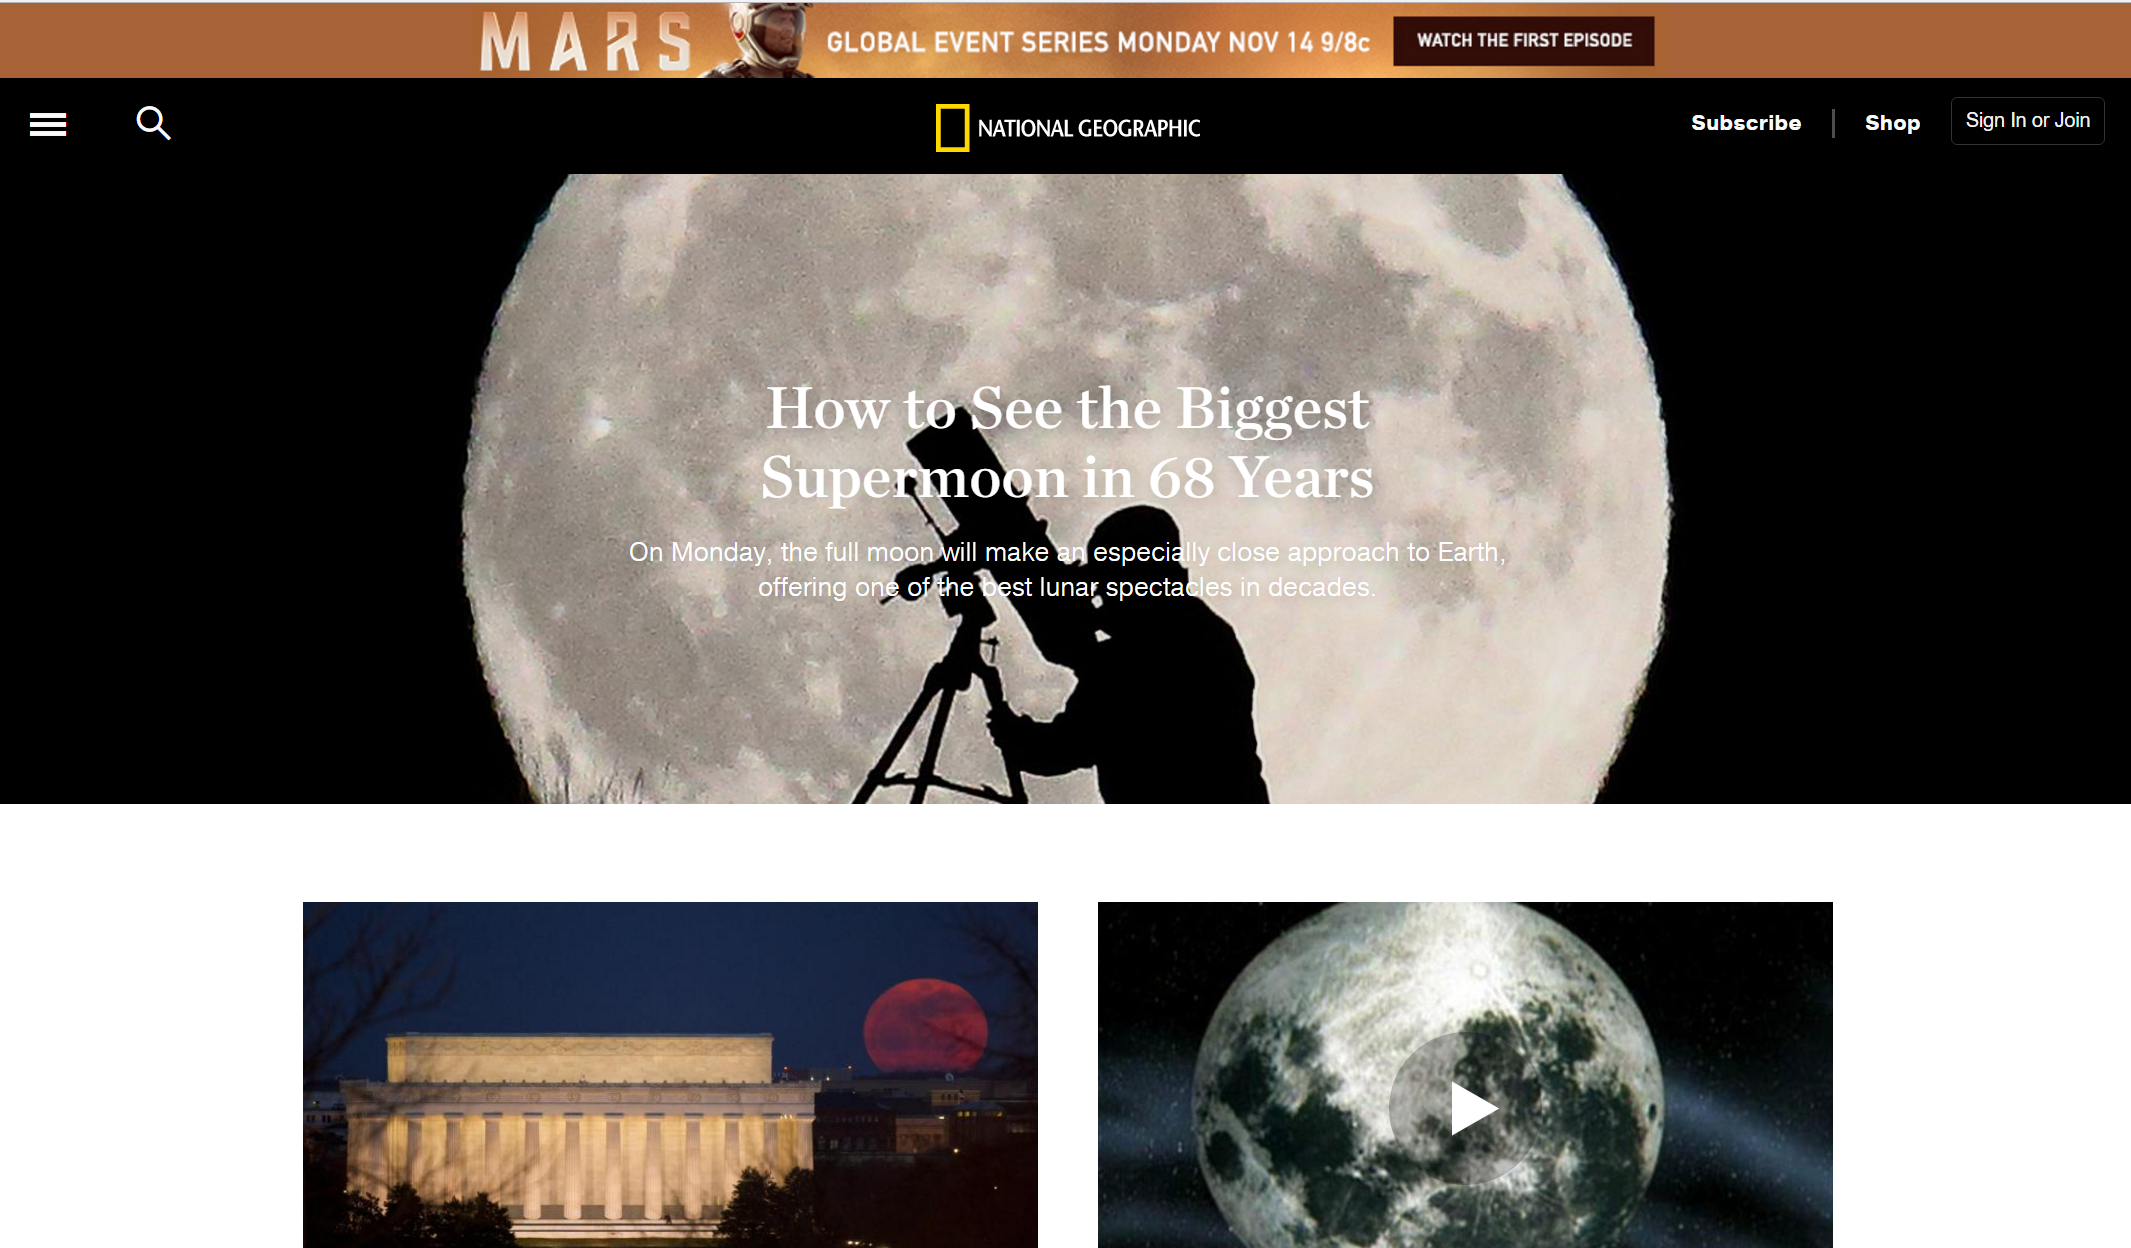 MARS
GLOBAL EVENT SERIES MONDAY NOV 14 9/8c
WATCH THE FIRST EPISODE
NATIONAL GEOGRAPHIC
Subscribe
Shop
Sign In or Join
How to See the Biggest
Supermoon in 68 Years
On Monday, the full moon will make an especially close approach to Earth,
offering one of the best lunar spectacles in decades.